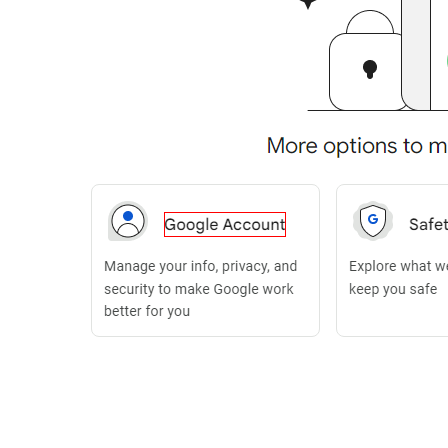 More options to m
Google Account
Manage your info, privacy, and
security to make Google work
better for you
G
Safet
Explore what we
keep you safe